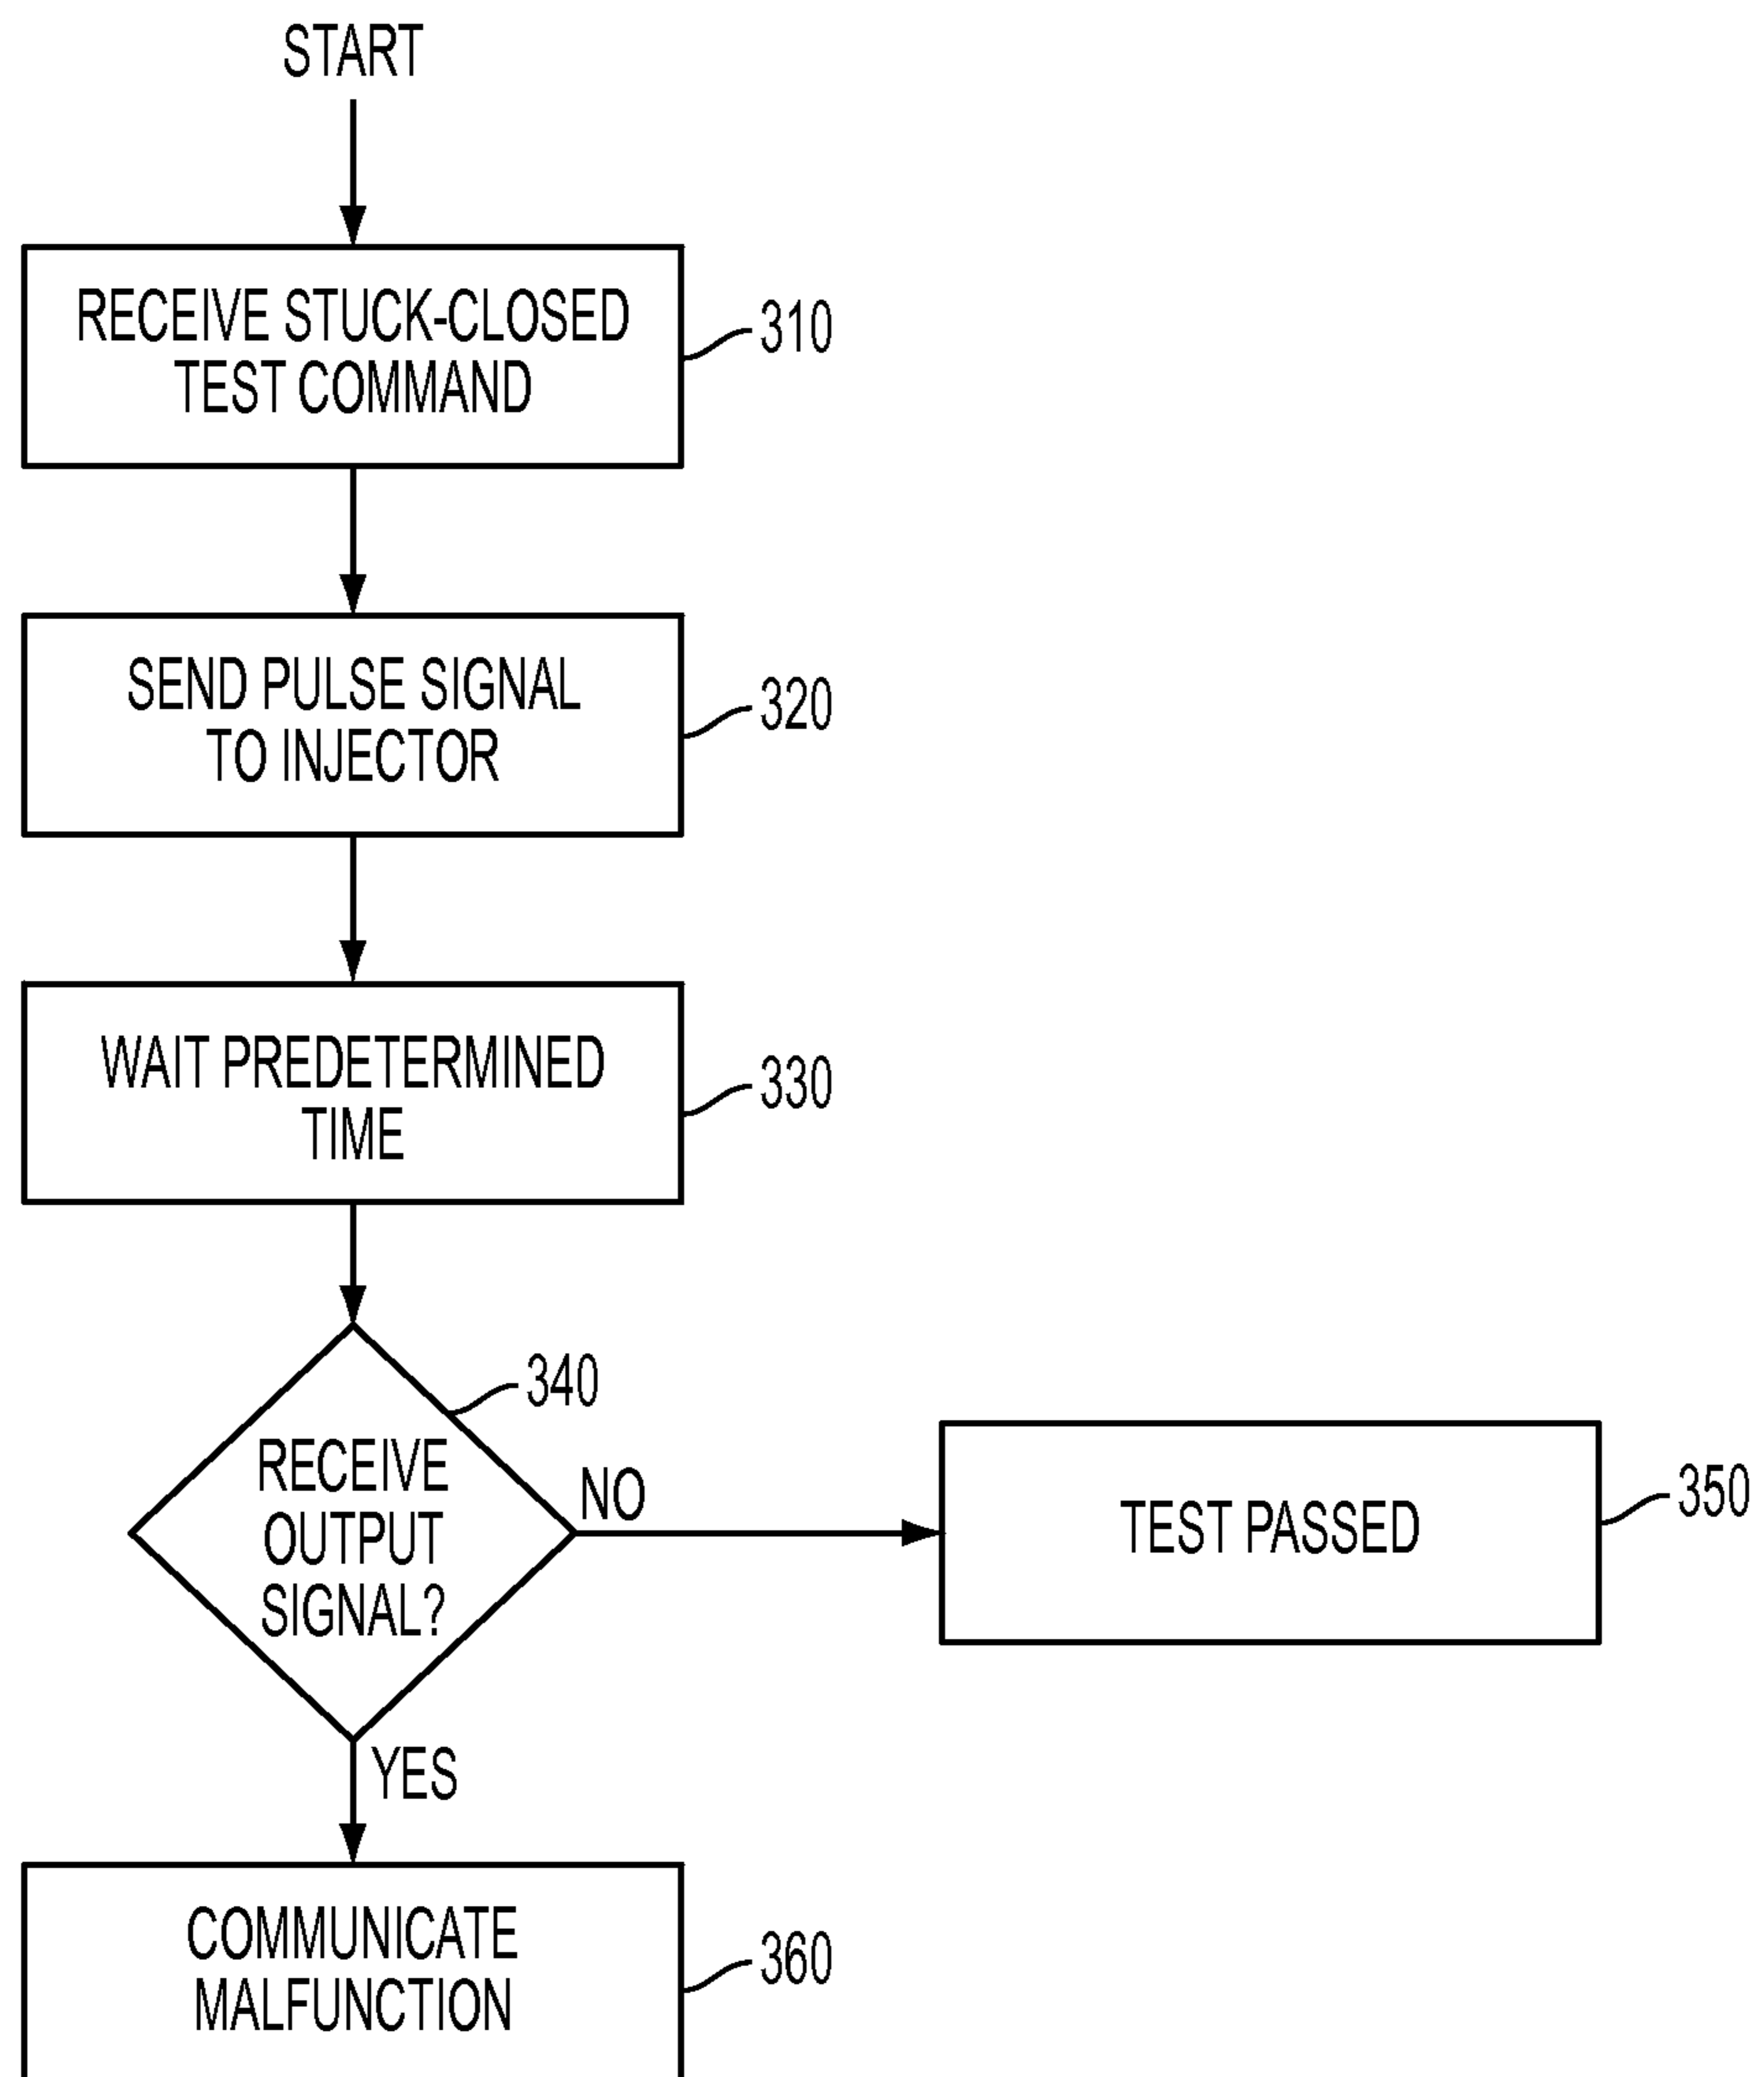 START
RECEIVE STUCK-CLOSED
TEST COMMAND
310
SEND PULSE SIGNAL
TO INJECTOR
320
WAIT PREDETERMINED
TIME
330
340
RECEIVE
OUTPUT
SIGNAL?
NO
TEST PASSED
350
YES
COMMUNICATE
MALFUNCTION
360